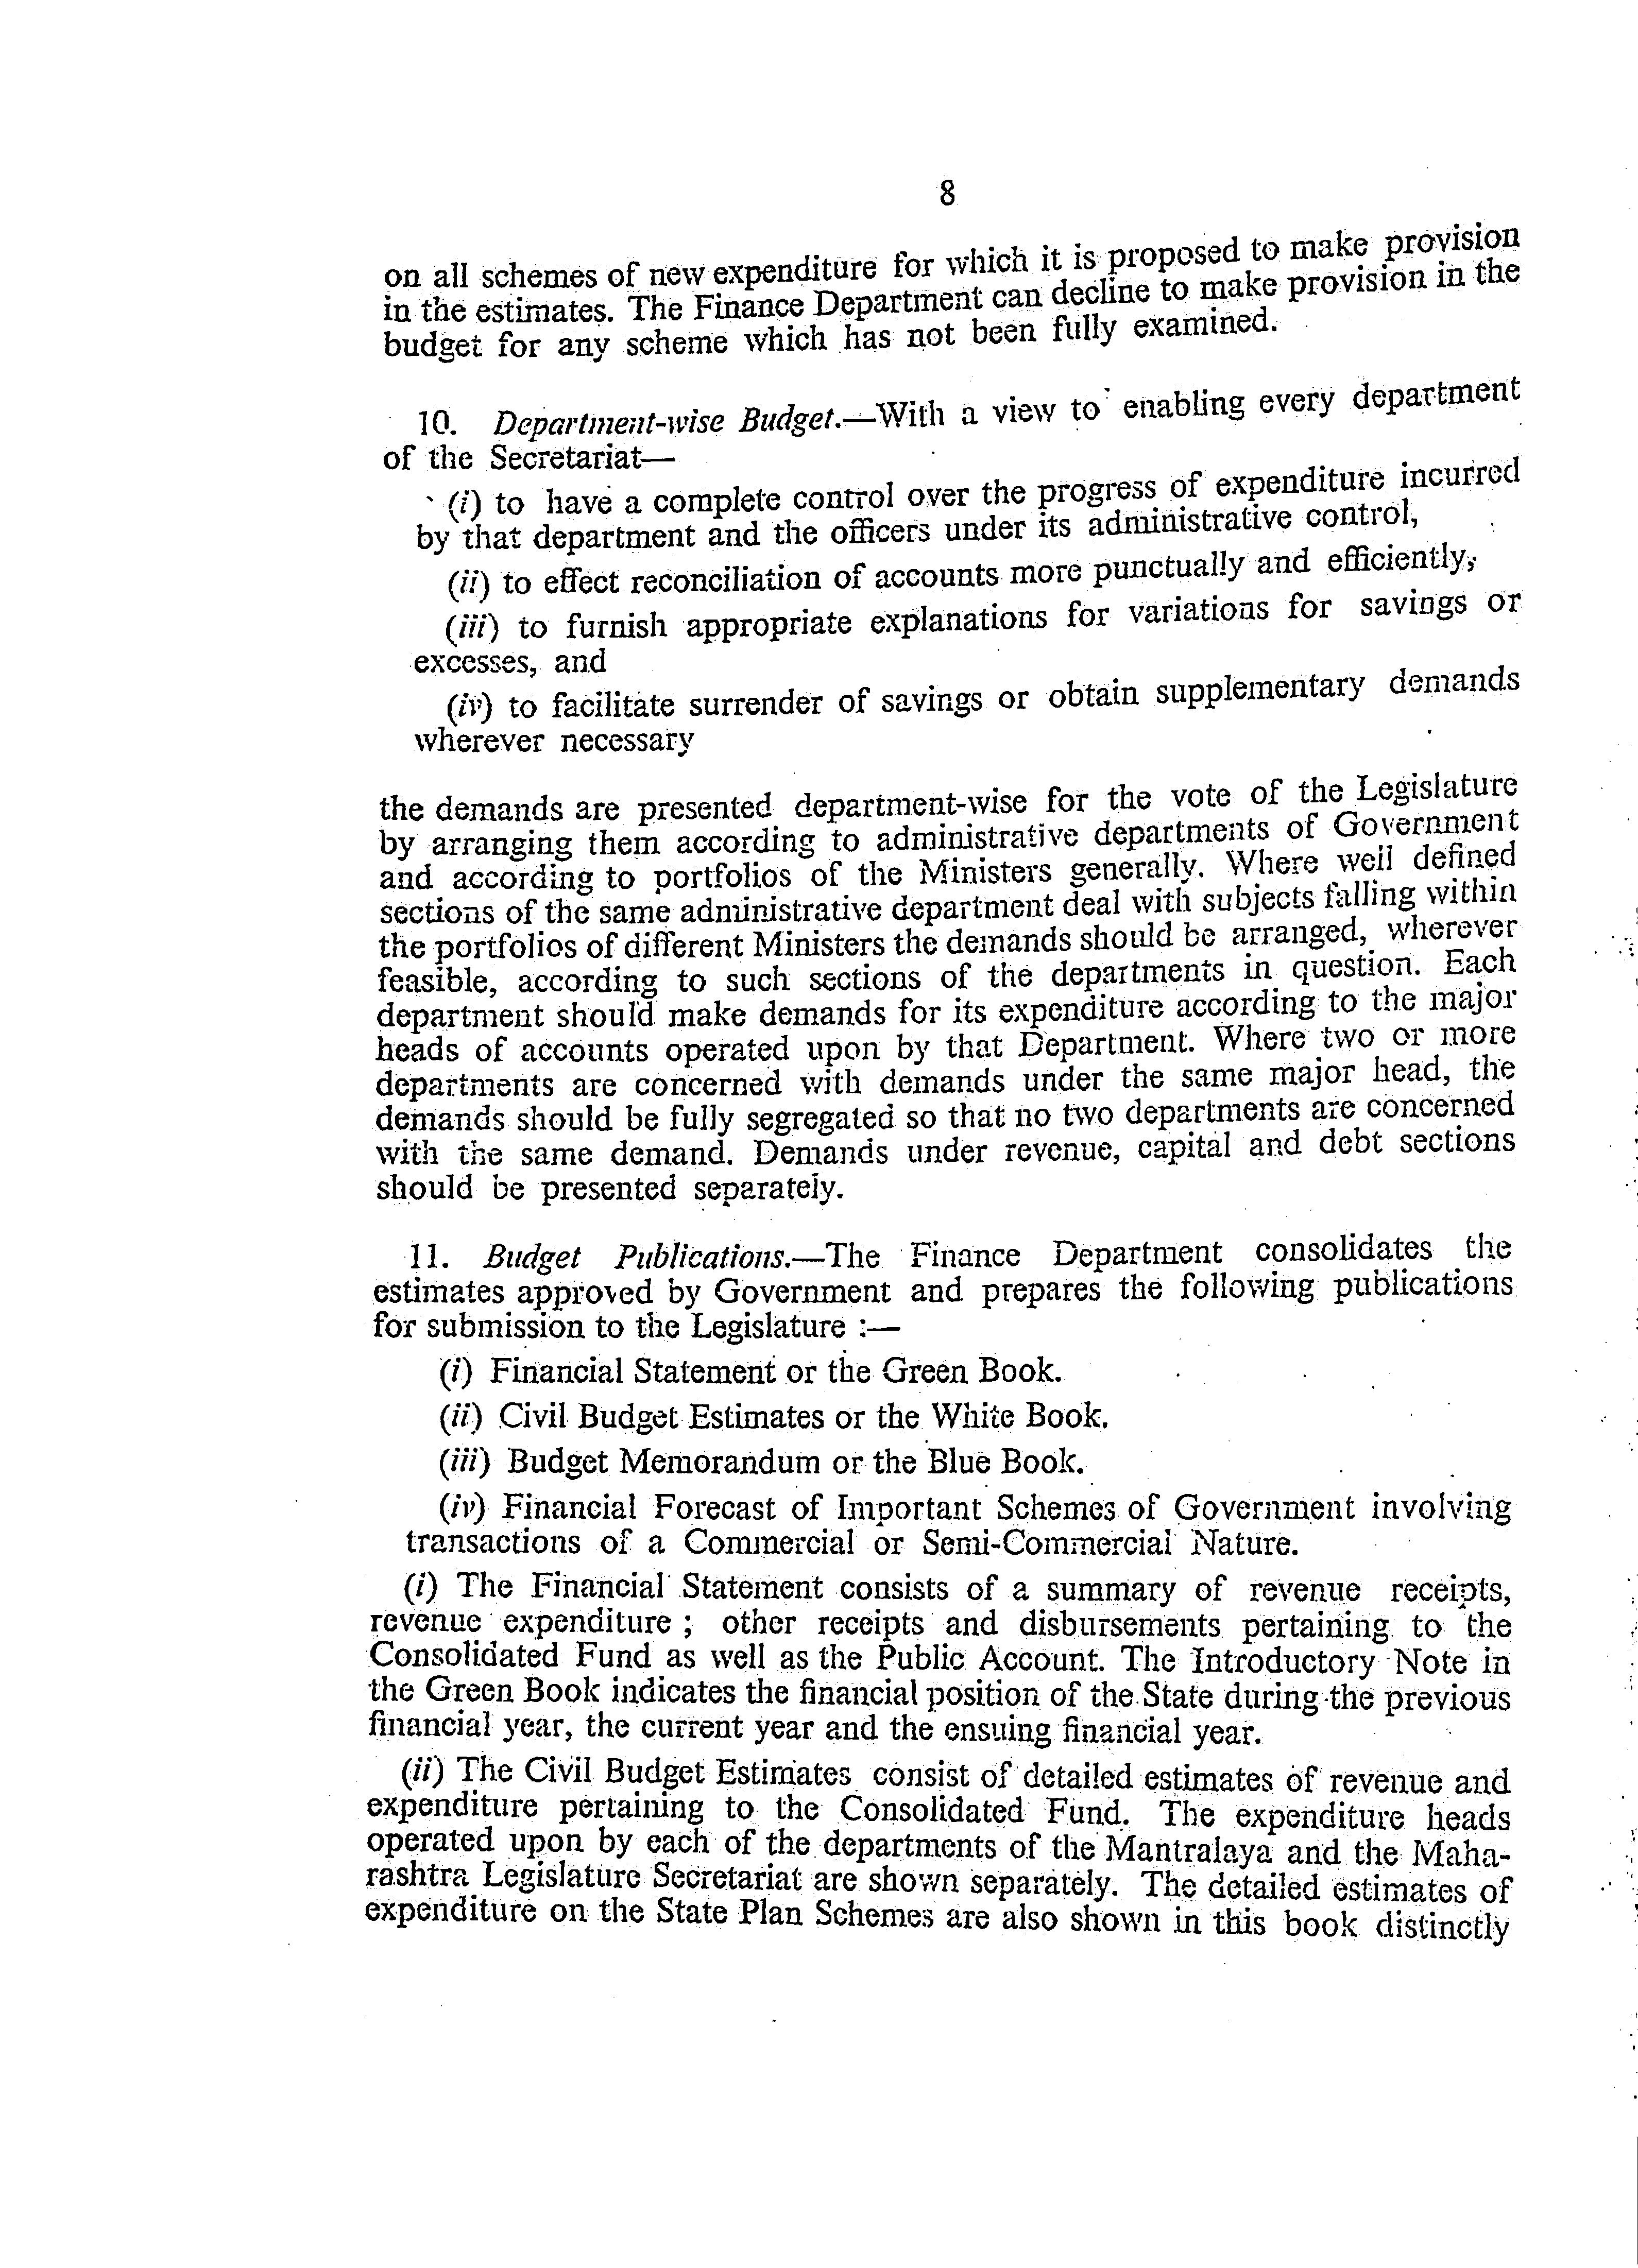 8
on all schemes of new expenditure for which it is proposed to make provision
in the estimates. The Finance Department can decline to make provision in the
budget for any scheme which has not been fully examined.
10. Department-wise Budget.—With a view to enabling every department
of the Secretariat—
(i) to have a complete control over the progress of expenditure incurred
by that department and the officers under its administrative control,
(ii) to effect reconciliation of accounts more punctually and efficiently,
(iii) to furnish appropriate explanations for variations for savings or
excesses, and
(iv) to facilitate surrender of savings or obtain supplementary demands
wherever necessary
the demands are presented department-wise for the vote of the Legislature
by arranging them according to administrative departments of Government
and according to portfolios of the Ministers generally. Where well defined
sections of the same administrative department deal with subjects falling within
the portfolios of different Ministers the demands should be arranged, wherever
feasible, according to such sections of the departments in question. Each
department should make demands for its expenditure according to the major
heads of accounts operated upon by that Department. Where two or more
departments are concerned with demands under the same major head, the
demands should be fully segregated so that no two departments are concerned
with the same demand. Demands under revenue, capital and debt sections
should be presented separately.
11. Budget Publications.—The Finance Department consolidates the
estimates approved by Government and prepares the following publications
for submission to the Legislature :—
(i) Financial Statement or the Green Book.
(ii) Civil Budget Estimates or the White Book.
(iii) Budget Memorandum or the Blue Book.
(iv) Financial Forecast of Important Schemes of Government involving
transactions of a Commercial or Semi-Commercial Nature.
(i) The Financial Statement consists of a summary of revenue receipts,
revenue expenditure ; other receipts and disbursements pertaining to the
Consolidated Fund as well as the Public Account. The Introductory Note in
the Green Book indicates the financial position of the State during the previous
financial year, the current year and the ensuing financial year.
(ii) The Civil Budget Estimates consist of detailed estimates of revenue and
expenditure pertaining to the Consolidated Fund. The expenditure heads
operated upon by each of the departments of the Mantralaya and the Maha-
rashtra Legislature Secretariat are shown separately. The detailed estimates of
expenditure on the State Plan Schemes are also shown in this book distinctly